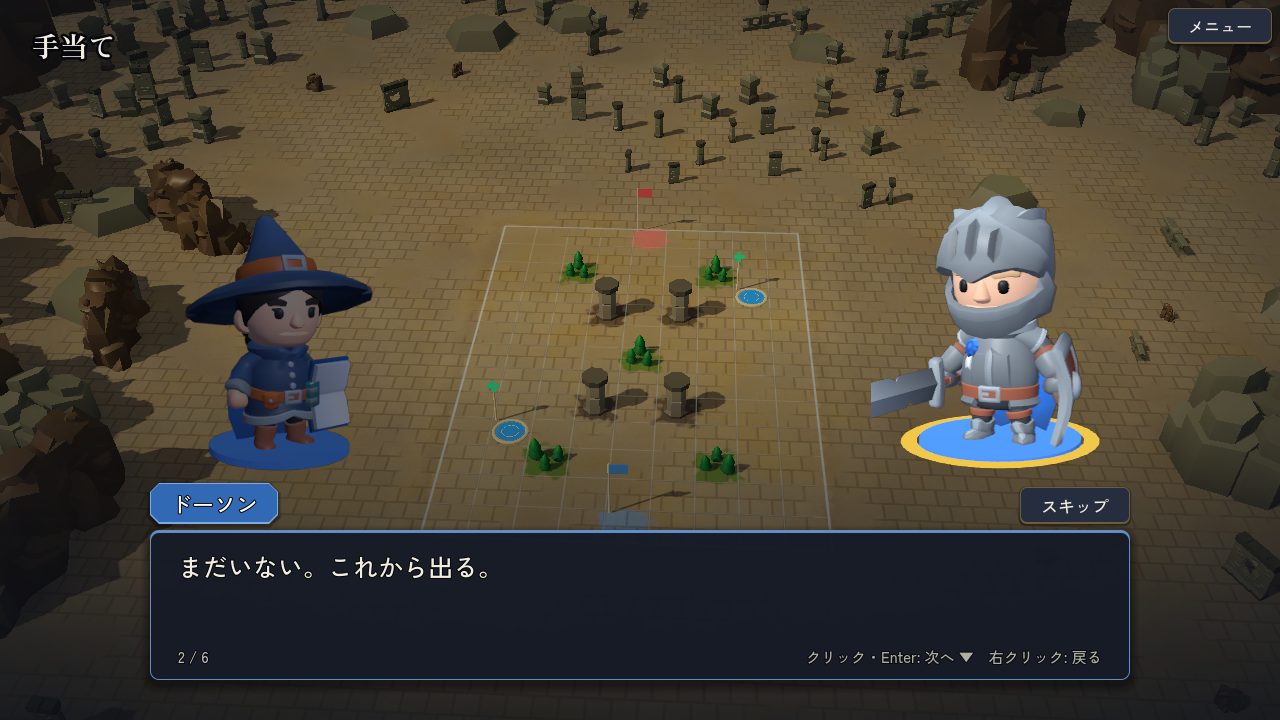 手当て
メニュー
ドーソン
スキップ
まだいない。これから出る。
2 / 6
クリック・Enter: 次へ▼ 右クリック: 戻る